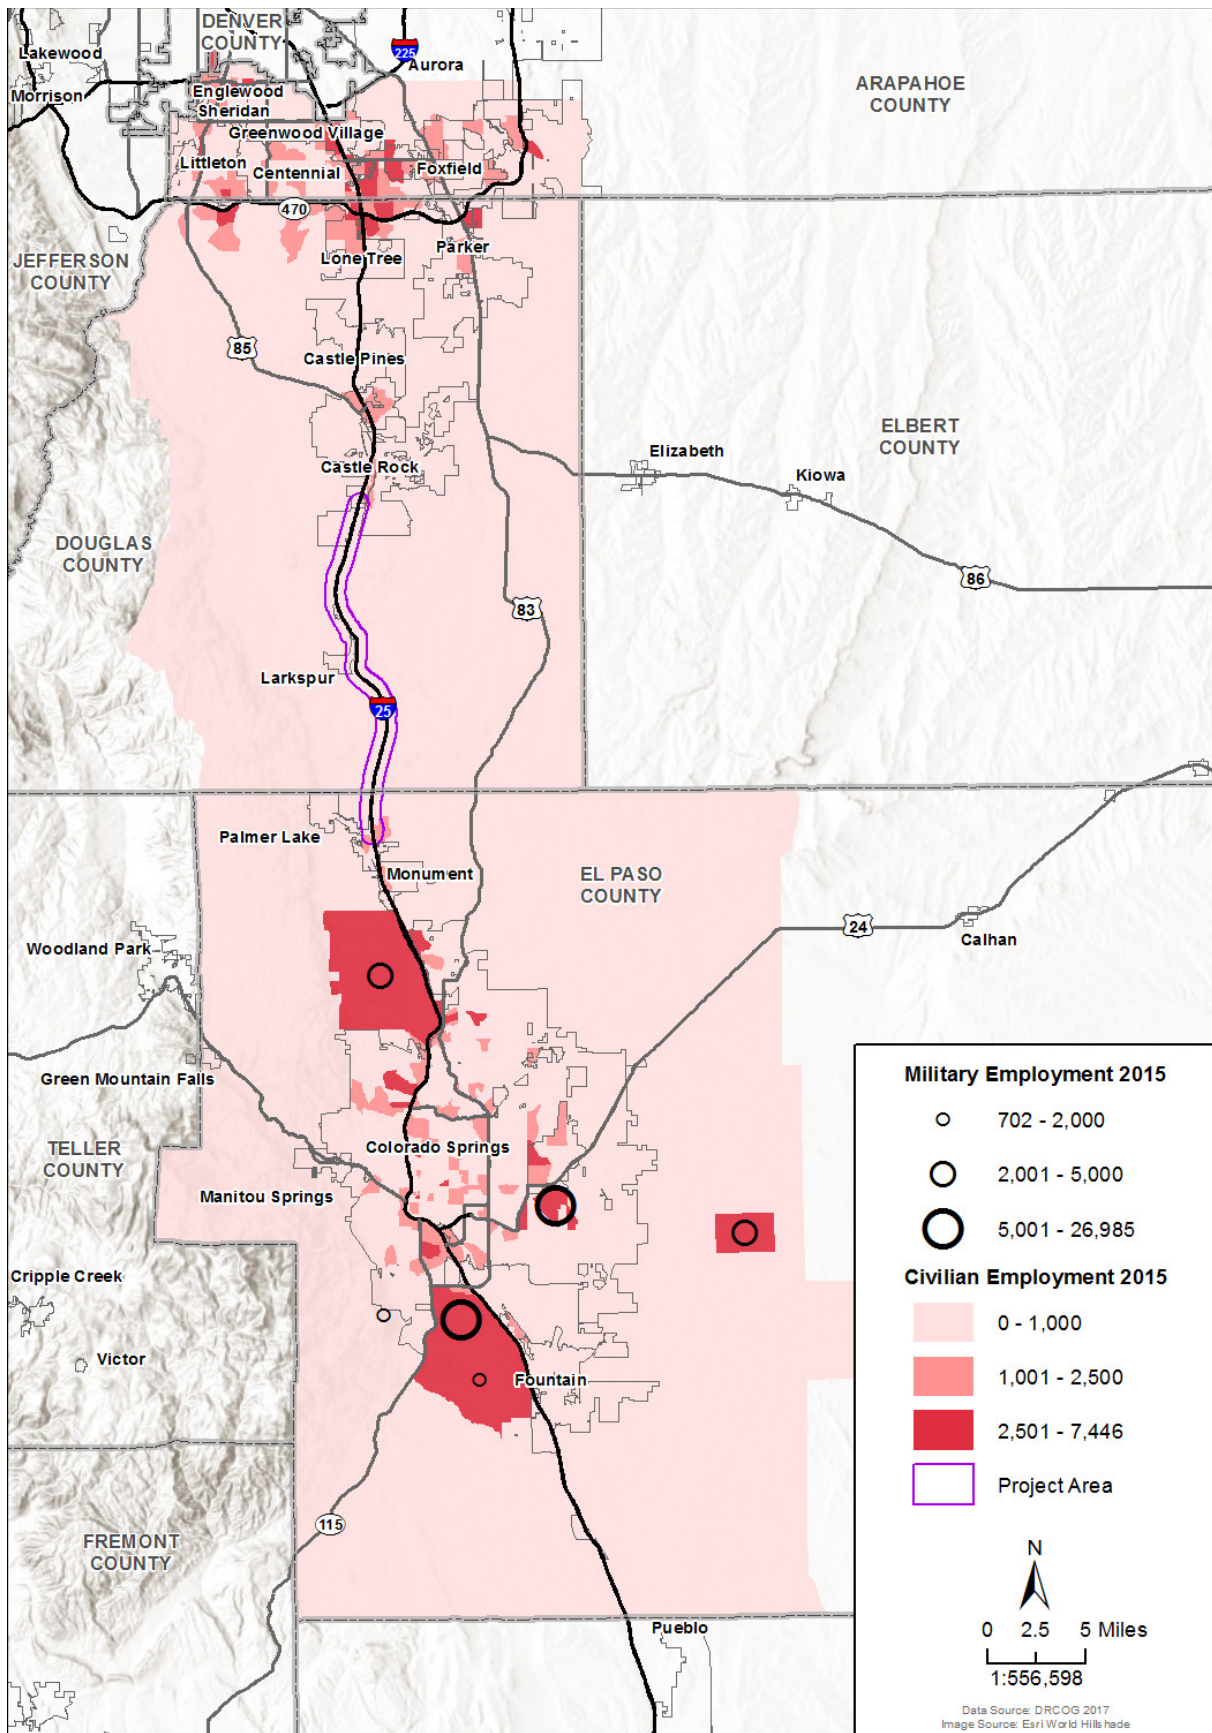 DENVER
COUNTY
Lakewood
225
Aurora
Morrison
Englewood
Sheridan
ARAPAHOE
COUNTY
Greenwood Village
Littleton
Centennial
Foxfield
470
Parker
Lone Tree
JEFFERSON
COUNTY
85
Castle Pines
ELBERT
COUNTY
Elizabeth
Castle Rock
Kiowa
DOUGLAS
COUNTY
86
83
Larkspur
25
Palmer Lake
Monument
EL PASO
COUNTY
24
Calhan
Woodland Park
Green Mountain Falls
TELLER
COUNTY
Colorado Springs
Manitou Springs
Cripple Creek
Victor
Fountain
115
FREMONT
COUNTY
Pueblo
Military Employment 2015
702 - 2,000
2,001 - 5,000
5,001 - 26,985
Civilian Employment 2015
0 - 1,000
1,001 - 2,500
2,501 - 7,446
Project Area
N
0 2.5 5 Miles
1:556,598
Data Source: DRCOG 2017
Image Source: Esri World Hillshade